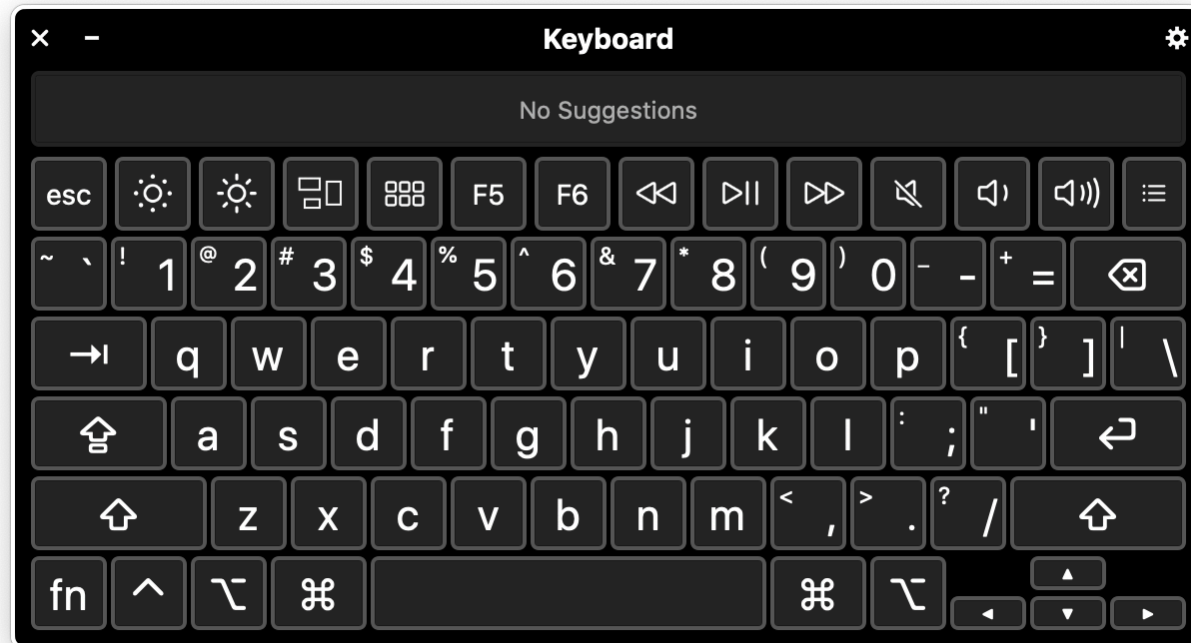 Keyboard
No Suggestions
esc F5 F6
~ ` ! 1 @ 2 # 3 $ 4 % 5 ^ 6 & 7 * 8 ( 9 ) 0 _ - + =
q w e r t y u i o p { [ } ] | \
a s d f g h j k l : ; " '
z x c v b n m < , > . ? /
fn ^ ⌥ ⌘ ⌘ ⌥